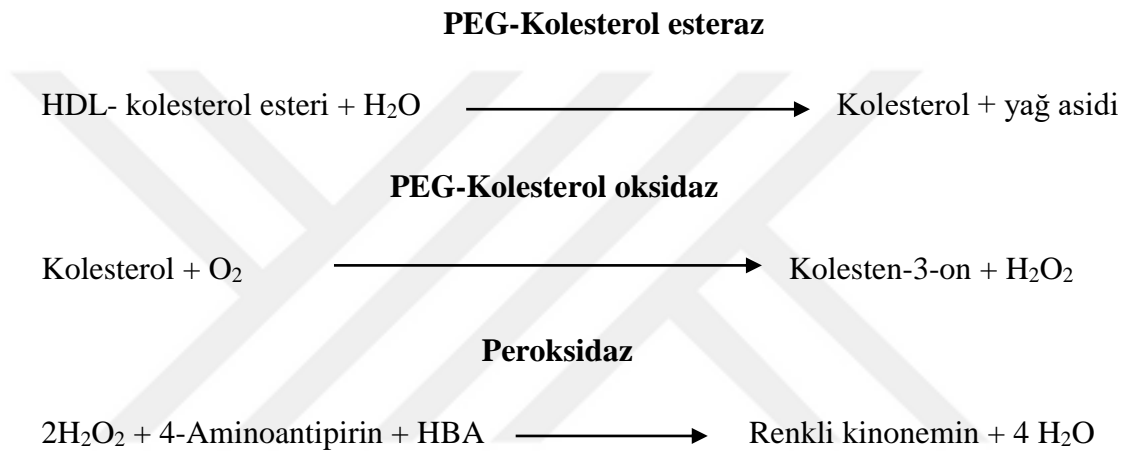 PEG-Kolesterol esteraz
HDL- kolesterol esteri + H₂O → Kolesterol + yağ asidi
PEG-Kolesterol oksidaz
Kolesterol + O₂ → Kolesten-3-on + H₂O₂
Peroksidaz
2H₂O₂ + 4-Aminoantipirin + HBA → Renkli kinonemin + 4 H₂O